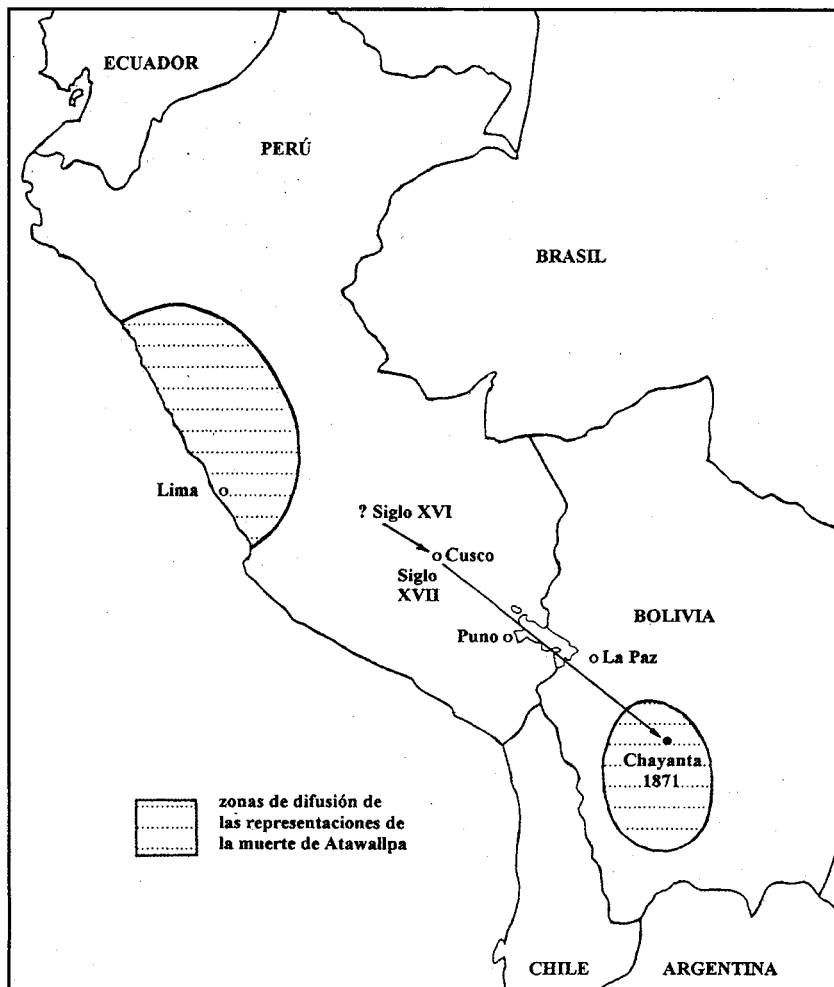 ECUADOR
PERÚ
BRASIL
Lima
? Siglo XVI
Cusco
Siglo
XVII
BOLIVIA
Puno
La Paz
Chayanta
1871
zonas de difusión de
las representaciones de
la muerte de Atawallpa
CHILE
ARGENTINA